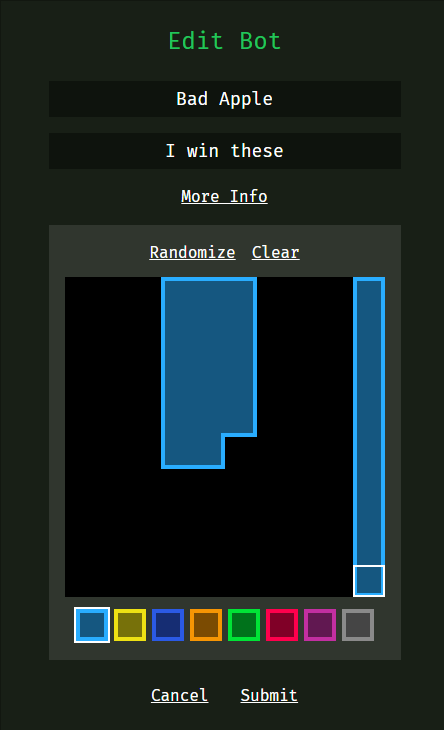 Edit Bot
Bad Apple
I win these
More Info
Randomize Clear
Cancel Submit